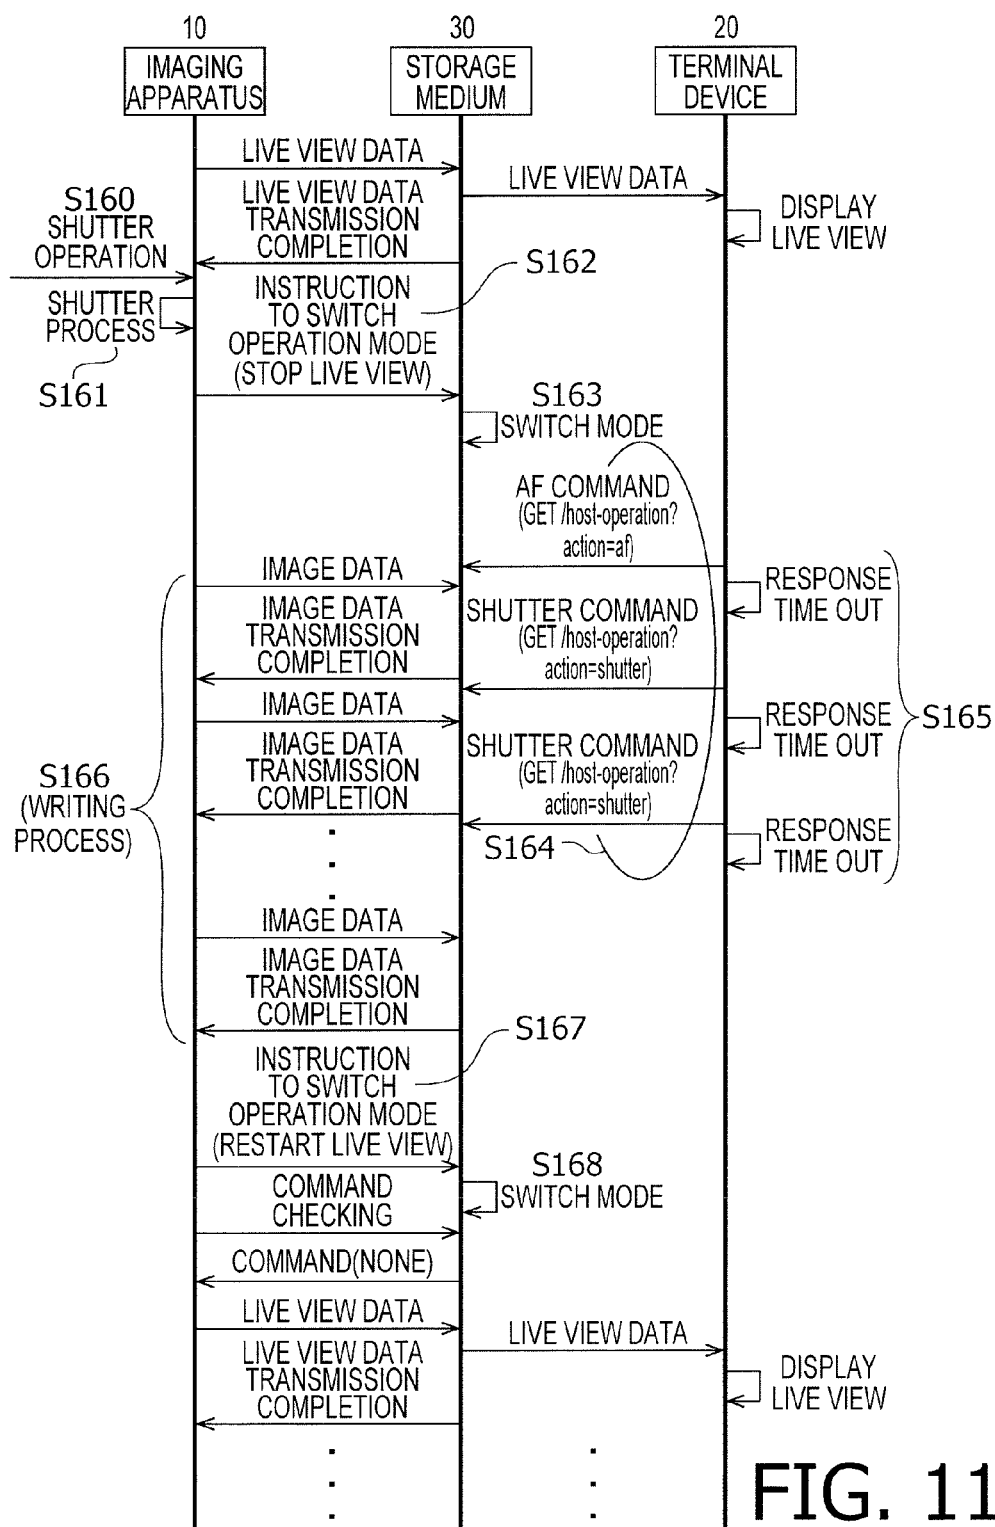 10
30
20
IMAGING
APPARATUS
STORAGE
MEDIUM
TERMINAL
DEVICE
LIVE VIEW DATA
LIVE VIEW DATA
S160
SHUTTER
OPERATION
LIVE VIEW DATA
TRANSMISSION
COMPLETION
DISPLAY
LIVE VIEW
S162
SHUTTER
PROCESS
S161
INSTRUCTION
TO SWITCH
OPERATION MODE
(STOP LIVE VIEW)
S163
SWITCH MODE
AF COMMAND
(GET /host-operation?
action=af)
IMAGE DATA
RESPONSE
TIME OUT
IMAGE DATA
TRANSMISSION
COMPLETION
SHUTTER COMMAND
(GET /host-operation?
action=shutter)
IMAGE DATA
RESPONSE
TIME OUT
S165
IMAGE DATA
TRANSMISSION
COMPLETION
SHUTTER COMMAND
(GET /host-operation?
action=shutter)
S166
(WRITING
PROCESS)
S164
RESPONSE
TIME OUT
IMAGE DATA
IMAGE DATA
TRANSMISSION
COMPLETION
S167
INSTRUCTION
TO SWITCH
OPERATION MODE
(RESTART LIVE VIEW)
S168
SWITCH MODE
COMMAND
CHECKING
COMMAND(NONE)
LIVE VIEW DATA
LIVE VIEW DATA
LIVE VIEW DATA
TRANSMISSION
COMPLETION
DISPLAY
LIVE VIEW
FIG. 11